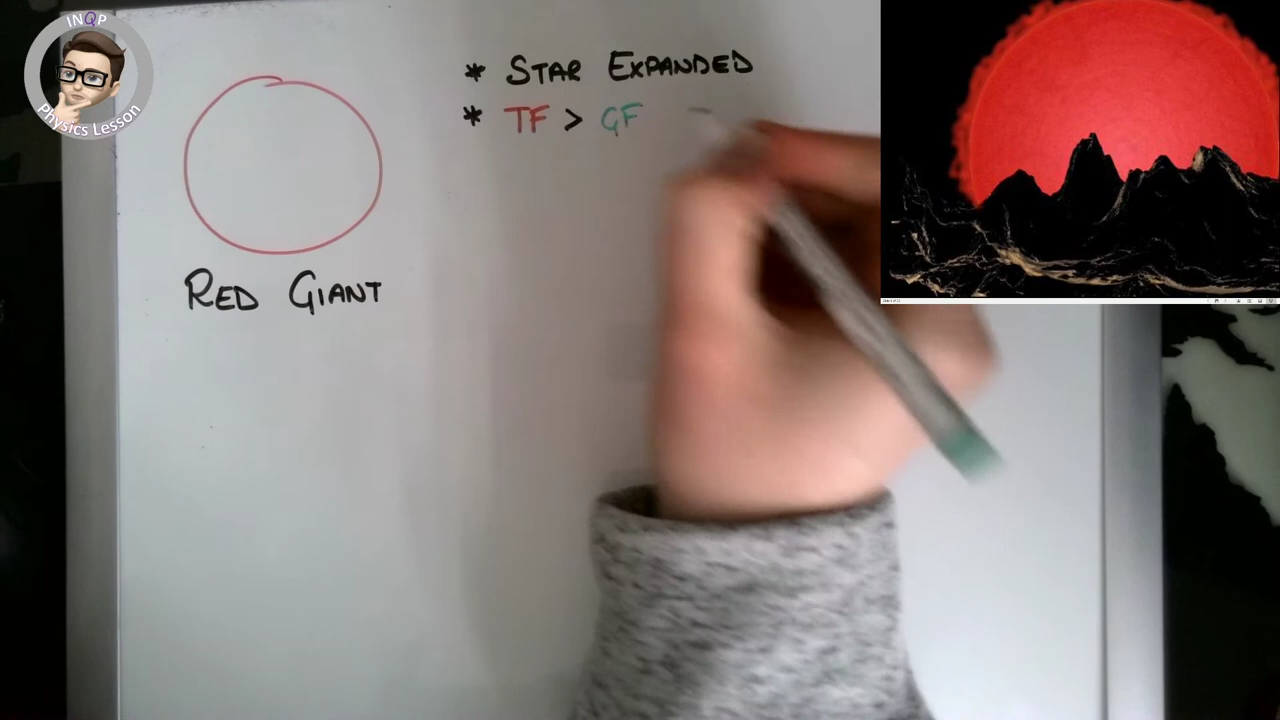 INQP
Physics Lesson
* STAR EXPANDED
* TF > GF
RED GIANT